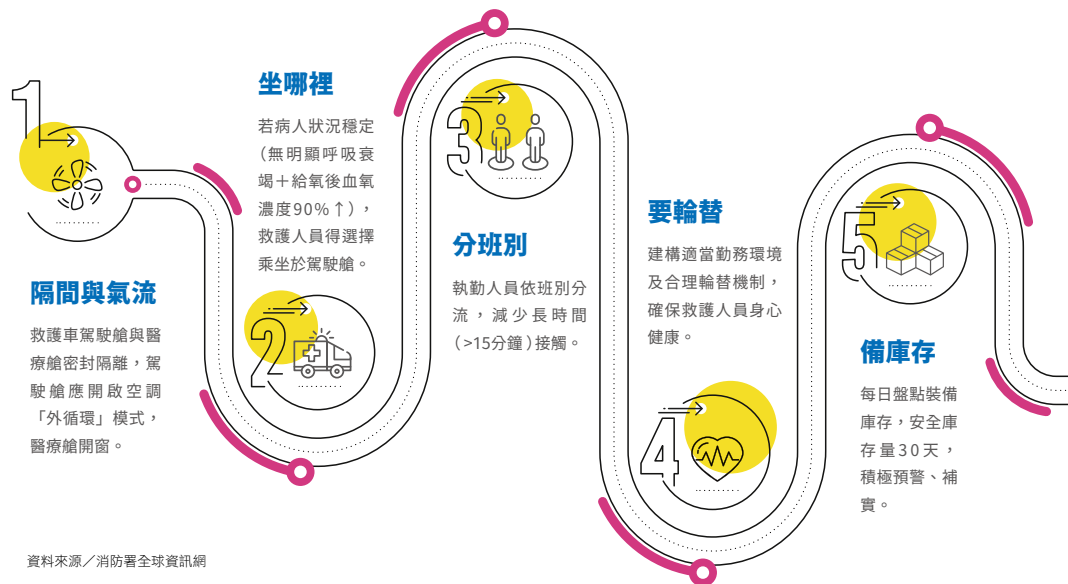 1
隔間與氣流
救護車駕駛艙與醫
療艙密封隔離，駕
駛艙應開啟空調
「外循環」模式，
醫療艙開窗。
坐哪裡
若病人狀況穩定
（無明顯呼吸衰
竭＋給氧後血氧
濃度90%↑），
救護人員得選擇
乘坐於駕駛艙。
2
3
分班別
執勤人員依班別分
流，減少長時間
（>15分鐘）接觸。
要輪替
建構適當勤務環境
及合理輪替機制，
確保救護人員身心
健康。
4
5
備庫存
每日盤點裝備
庫存，安全庫
存量30天，
積極預警、補
實。
資料來源／消防署全球資訊網